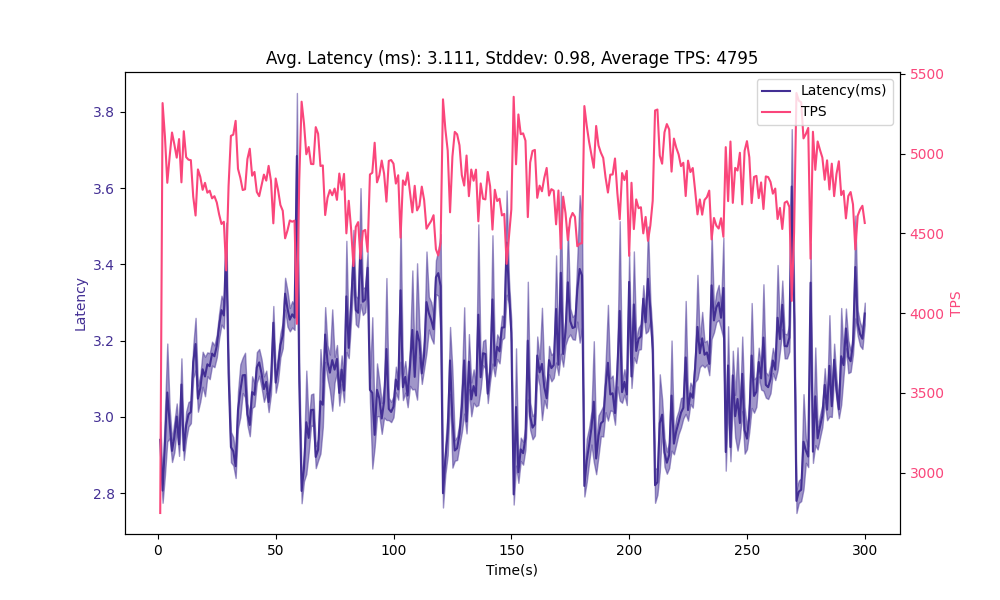 Avg. Latency (ms): 3.111, Stddev: 0.98, Average TPS: 4795
Latency(ms)
TPS
3.8
3.6
3.4
3.2
3.0
2.8
Latency
5500
5000
4500
4000
3500
3000
TPS
0 50 100 150 200 250 300
Time(s)